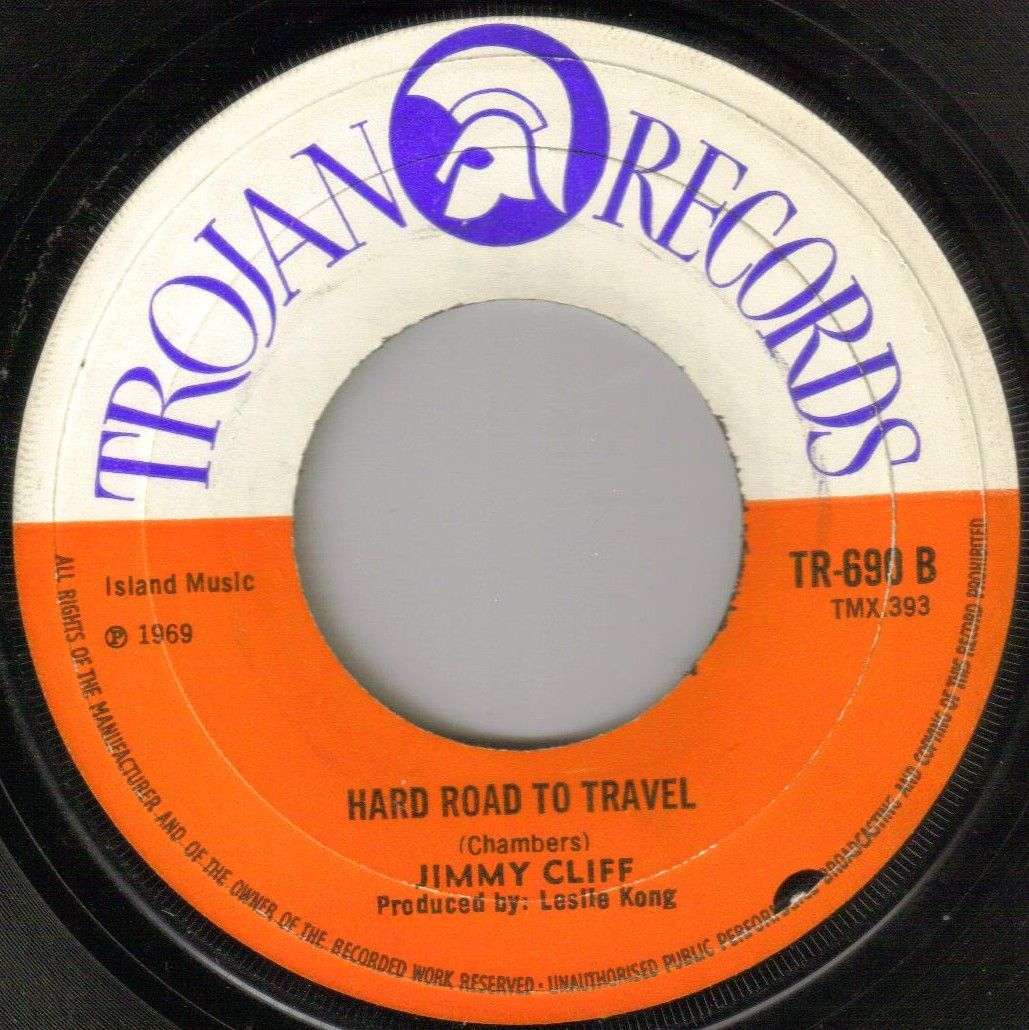 TROJAN RECORDS
Island Music
℗ 1969
TR-690 B
TMX.393
HARD ROAD TO TRAVEL
(Chambers)
JIMMY CLIFF
Produced by: Leslie Kong
ALL RIGHTS OF THE MANUFACTURER AND OF THE OWNER OF THE RECORDED WORK RESERVED · UNAUTHORISED PUBLIC BROADCASTING AND COPYING OF THIS RECORD PROHIBITED